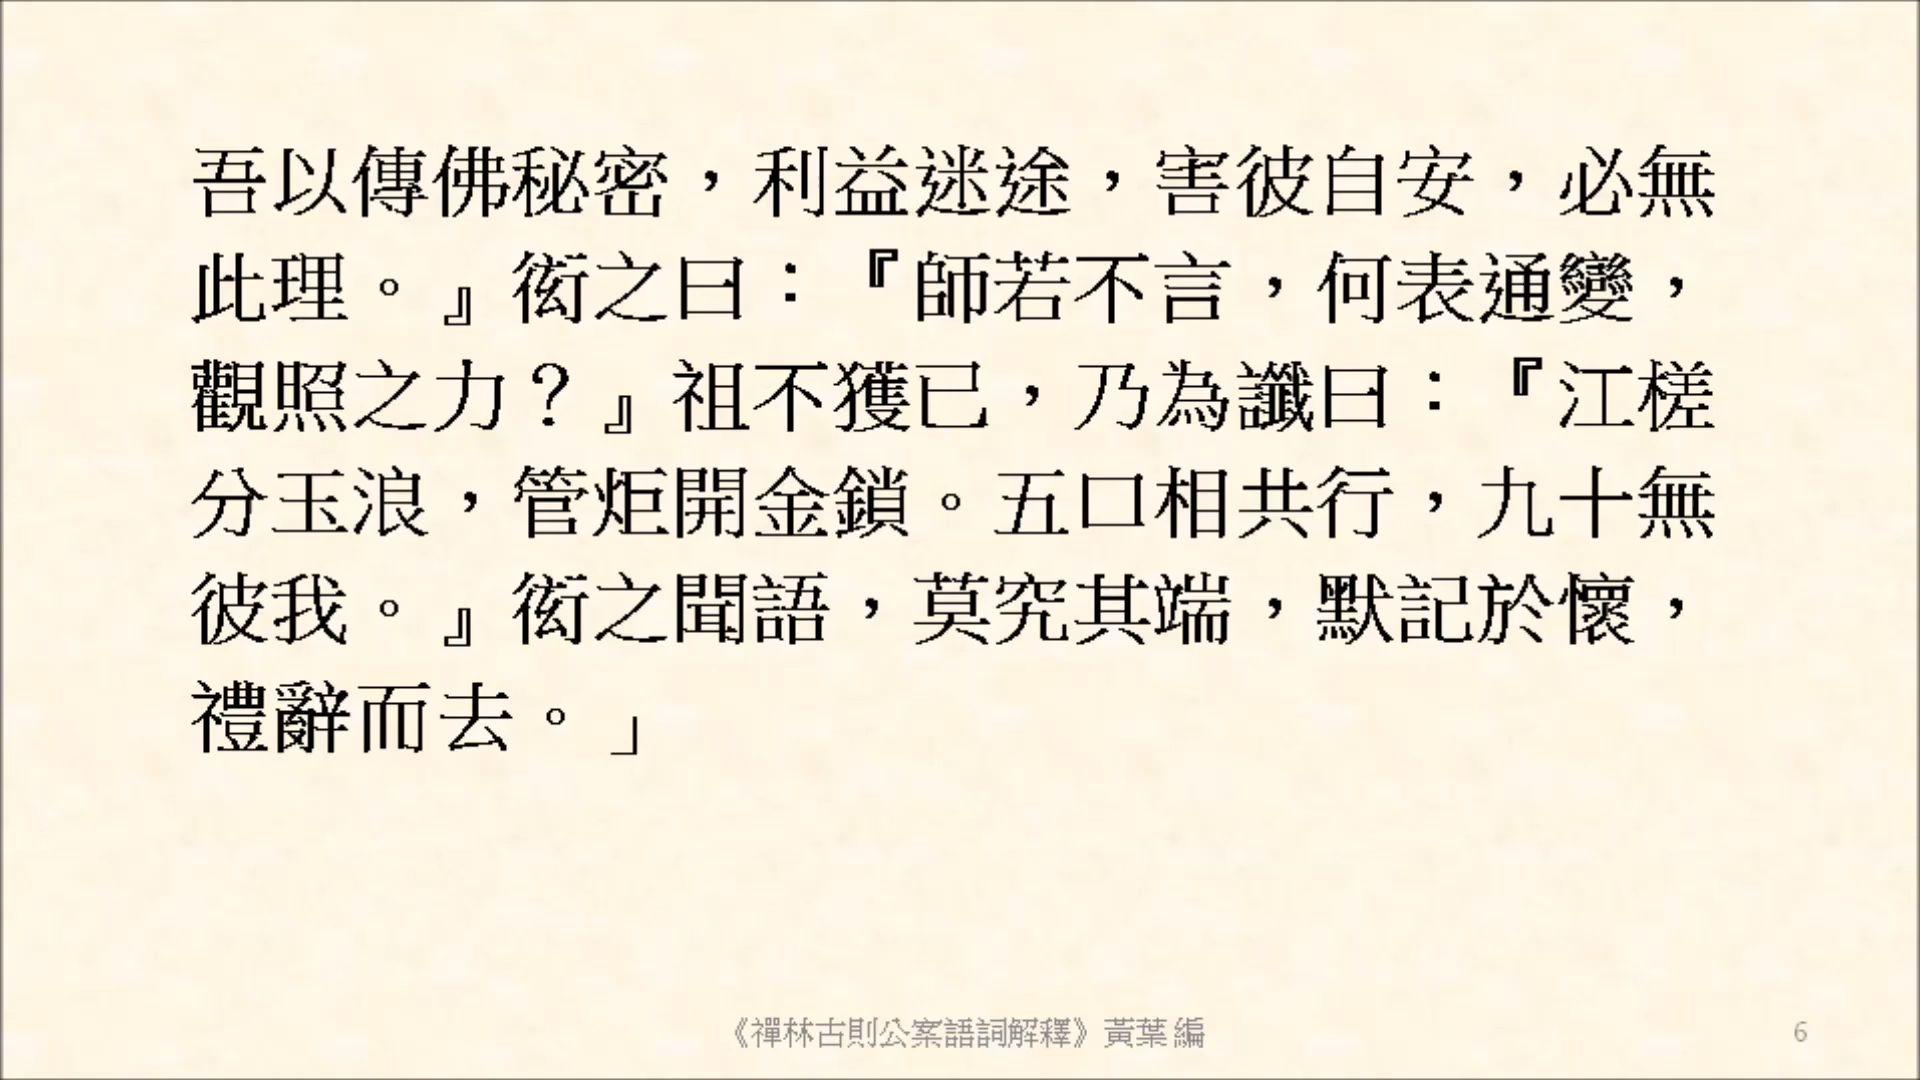 吾以傳佛秘密，利益迷途，害彼自安，必無
此理。』衒之曰：『師若不言，何表通變，
觀照之力？』祖不獲已，乃為讖曰：『江槎
分玉浪，管炬開金鎖。五口相共行，九十無
彼我。』衒之聞語，莫究其端，默記於懷，
禮辭而去。」
《禪林古則公案語詞解釋》黃葉 編
6